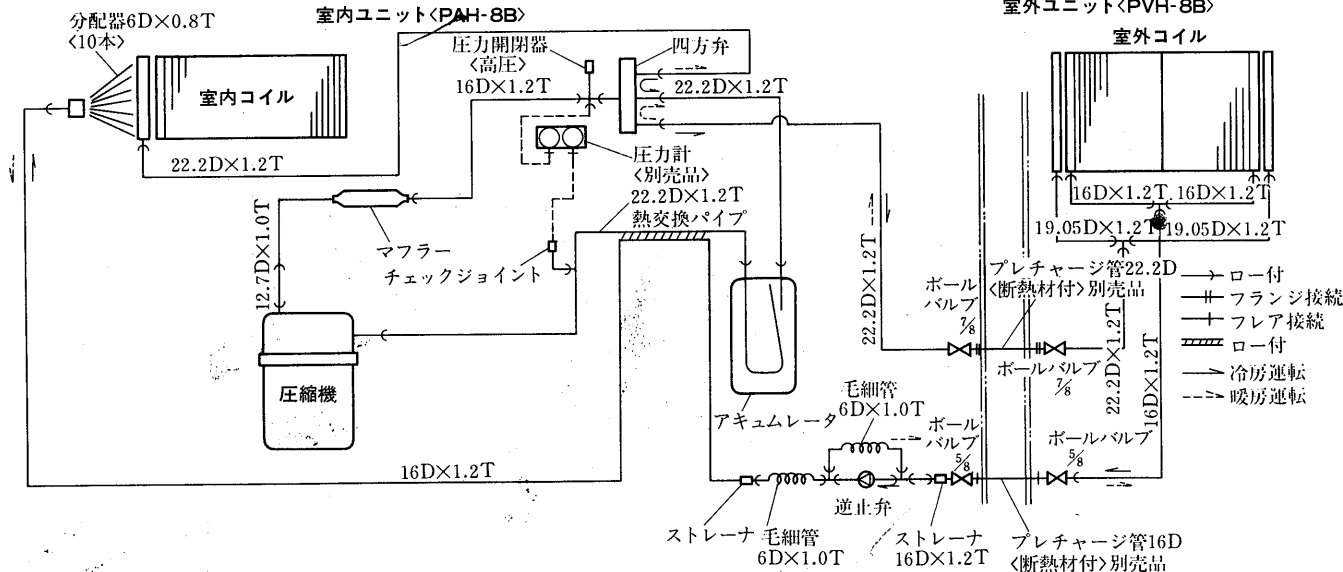 室内ユニット〈PAH-8B〉
室外ユニット〈PVH-8B〉
分配器6D×0.8T
〈10本〉
室内コイル
22.2D×1.2T
圧力開閉器
〈高圧〉
16D×1.2T
四方弁
22.2D×1.2T
圧力計
〈別売品〉
22.2D×1.2T
熱交換パイプ
マフラー
チェックジョイント
12.7D×1.0T
圧縮機
アキュムレータ
16D×1.2T
ストレーナ
毛細管
6D×1.0T
毛細管
6D×1.0T
逆止弁
ストレーナ
16D×1.2T
22.2D×1.2T
ボール
バルブ
7/8
ボール
バルブ
5/8
室外コイル
16D×1.2T
16D×1.2T
19.05D×1.2T
19.05D×1.2T
プレチャージ管22.2D
〈断熱材付〉別売品
ボールバルブ
7/8
22.2D×1.2T
16D×1.2T
ボールバルブ
5/8
プレチャージ管16D
〈断熱材付〉別売品
ロー付
フランジ接続
フレア接続
ロー付
冷房運転
暖房運転